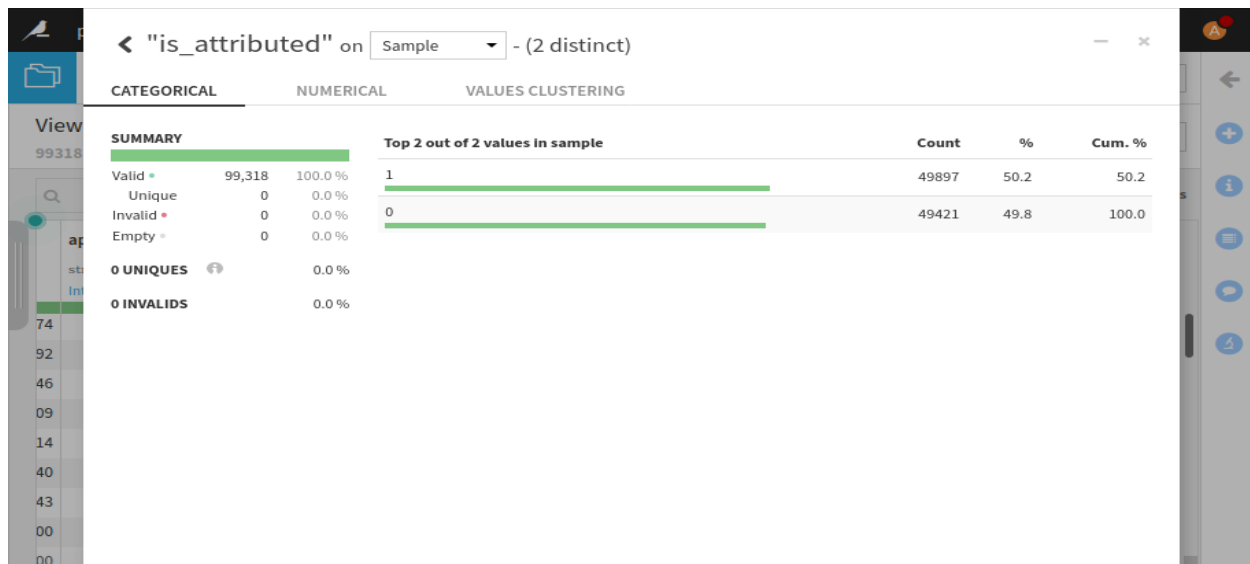 "is_attributed" on Sample - (2 distinct)
A
CATEGORICAL NUMERICAL VALUES CLUSTERING
View
99318
SUMMARY
Valid 99,318 100.0 %
Unique 0 0.0 %
Invalid 0 0.0 %
Empty 0 0.0 %
0 UNIQUES 0.0 %
0 INVALIDS 0.0 %
Top 2 out of 2 values in sample Count % Cum. %
1 49897 50.2 50.2
0 49421 49.8 100.0
74
92
46
09
14
40
43
00
00